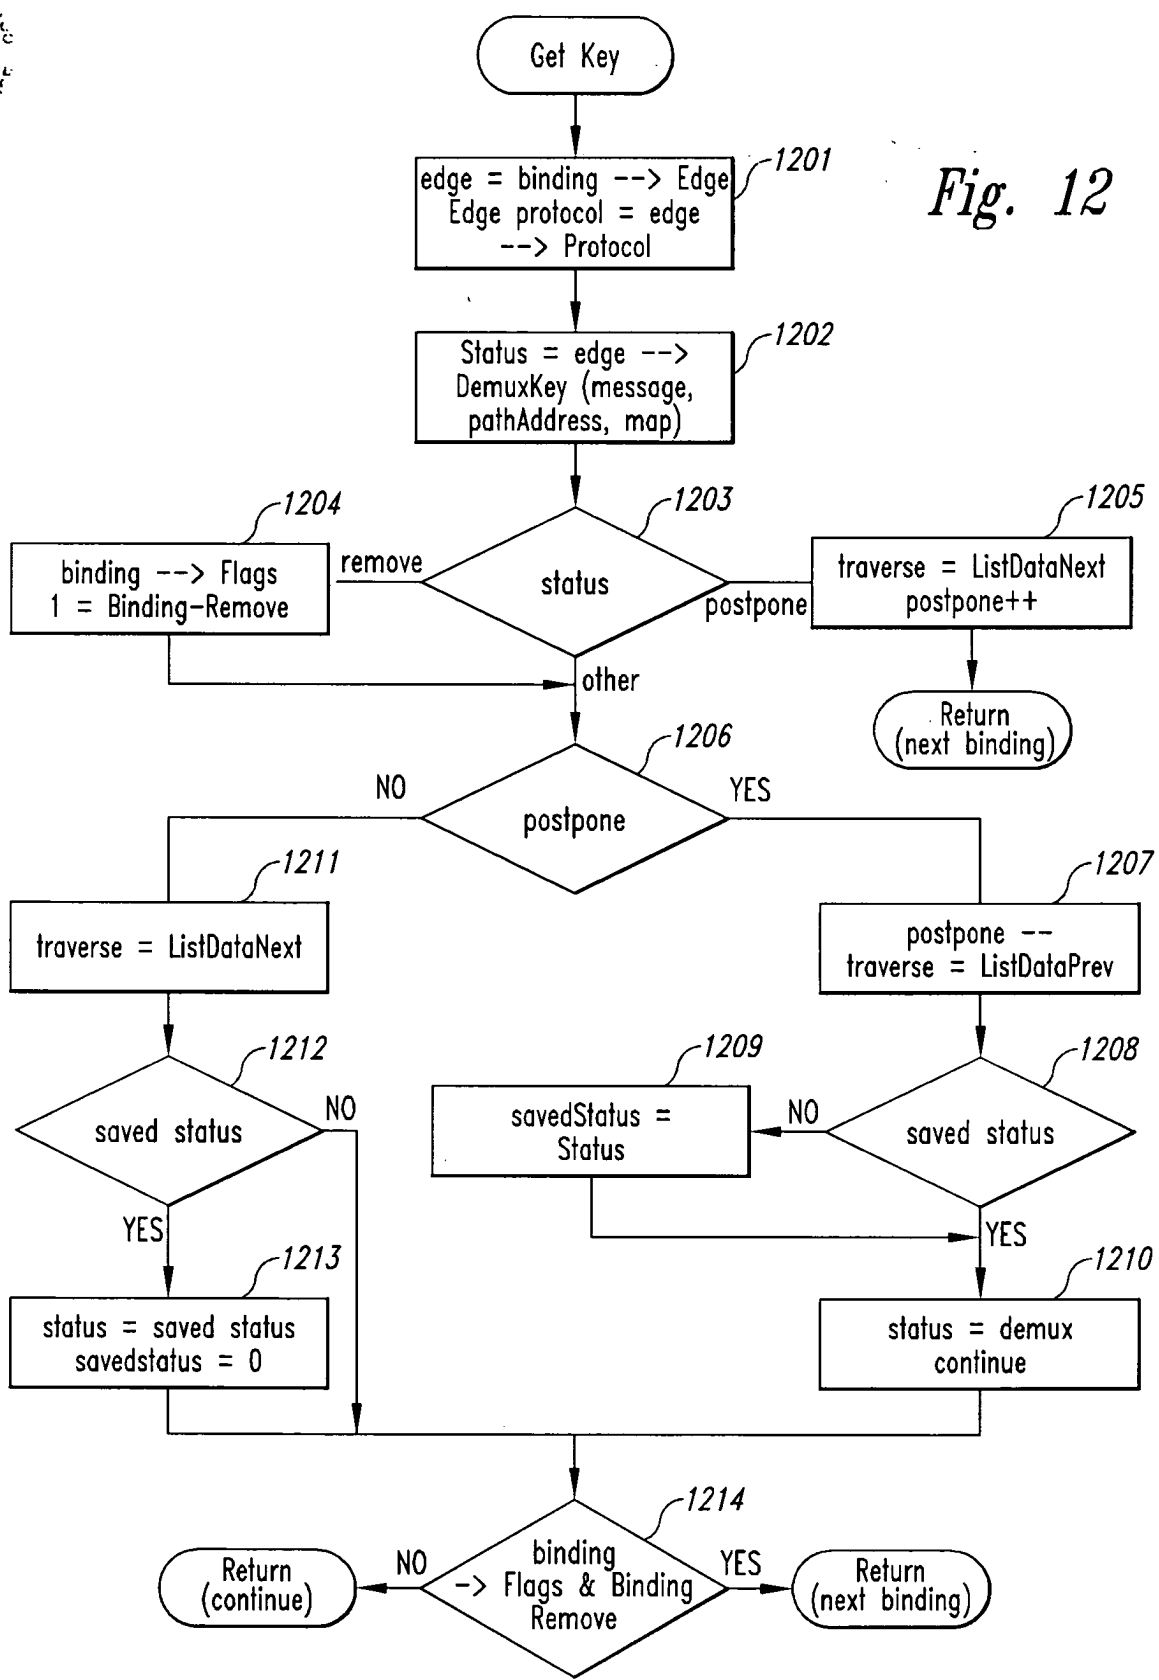 Get Key
1201
edge = binding --> Edge
Edge protocol = edge
--> Protocol
Fig. 12
1202
Status = edge -->
DemuxKey (message,
pathAddress, map)
1203
status
1204
binding --> Flags
1 = Binding-Remove
remove
1205
traverse = ListDataNext
postpone++
postpone
other
Return
(next binding)
1206
postpone
NO
YES
1211
traverse = ListDataNext
1207
postpone --
traverse = ListDataPrev
1212
saved status
NO
YES
1209
savedStatus =
Status
1208
saved status
NO
YES
1213
status = saved status
savedstatus = 0
1210
status = demux
continue
1214
binding
-> Flags & Binding
Remove
NO
YES
Return
(continue)
Return
(next binding)